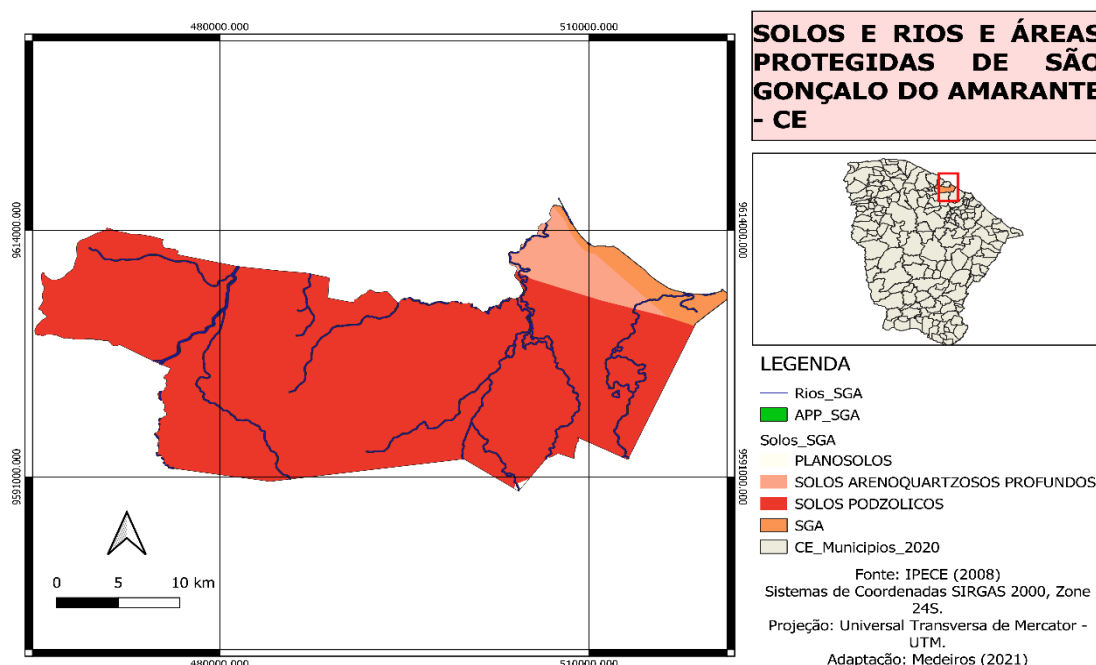 480000.000
510000.000
SOLOS E RIOS E ÁREAS
PROTEGIDAS DE SÃO
GONÇALO DO AMARANTE
- CE
9614000.000
9614000.000
9591000.000
9591000.000
0 5 10 km
480000.000
510000.000
LEGENDA
Rios_SGA
APP_SGA
Solos_SGA
PLANOSOLOS
SOLOS ARENOQUARTZOSOS PROFUNDOS
SOLOS PODZOLICOS
SGA
CE_Municipios_2020
Fonte: IPECE (2008)
Sistemas de Coordenadas SIRGAS 2000, Zone
24S.
Projeção: Universal Transversa de Mercator -
UTM.
Adaptação: Medeiros (2021)